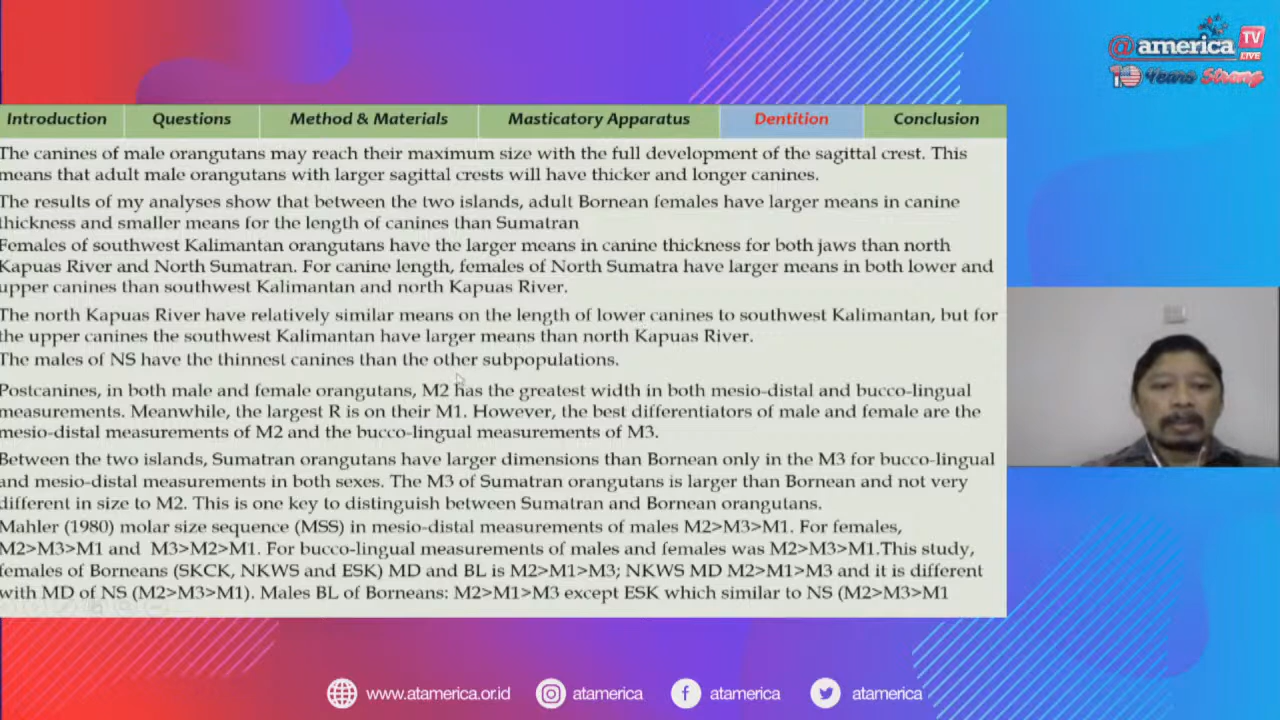 @america TV LIVE
10 Years Strong
Introduction Questions Method & Materials Masticatory Apparatus Dentition Conclusion
The canines of male orangutans may reach their maximum size with the full development of the sagittal crest. This
means that adult male orangutans with larger sagittal crests will have thicker and longer canines.
The results of my analyses show that between the two islands, adult Bornean females have larger means in canine
thickness and smaller means for the length of canines than Sumatran
Females of southwest Kalimantan orangutans have the larger means in canine thickness for both jaws than north
Kapuas River and North Sumatran. For canine length, females of North Sumatra have larger means in both lower and
upper canines than southwest Kalimantan and north Kapuas River.
The north Kapuas River have relatively similar means on the length of lower canines to southwest Kalimantan, but for
the upper canines the southwest Kalimantan have larger means than north Kapuas River.
The males of NS have the thinnest canines than the other subpopulations.
Postcanines, in both male and female orangutans, M2 has the greatest width in both mesio-distal and bucco-lingual
measurements. Meanwhile, the largest R is on their M1. However, the best differentiators of male and female are the
mesio-distal measurements of M2 and the bucco-lingual measurements of M3.
Between the two islands, Sumatran orangutans have larger dimensions than Bornean only in the M3 for bucco-lingual
and mesio-distal measurements in both sexes. The M3 of Sumatran orangutans is larger than Bornean and not very
different in size to M2. This is one key to distinguish between Sumatran and Bornean orangutans.
Mahler (1980) molar size sequence (MSS) in mesio-distal measurements of males M2>M3>M1. For females,
M2>M3>M1 and M3>M2>M1. For bucco-lingual measurements of males and females was M2>M3>M1.This study,
females of Borneans (SKCK, NKWS and ESK) MD and BL is M2>M1>M3; NKWS MD M2>M1>M3 and it is different
with MD of NS (M2>M3>M1). Males BL of Borneans: M2>M1>M3 except ESK which similar to NS (M2>M3>M1
www.atamerica.or.id atamerica atamerica atamerica